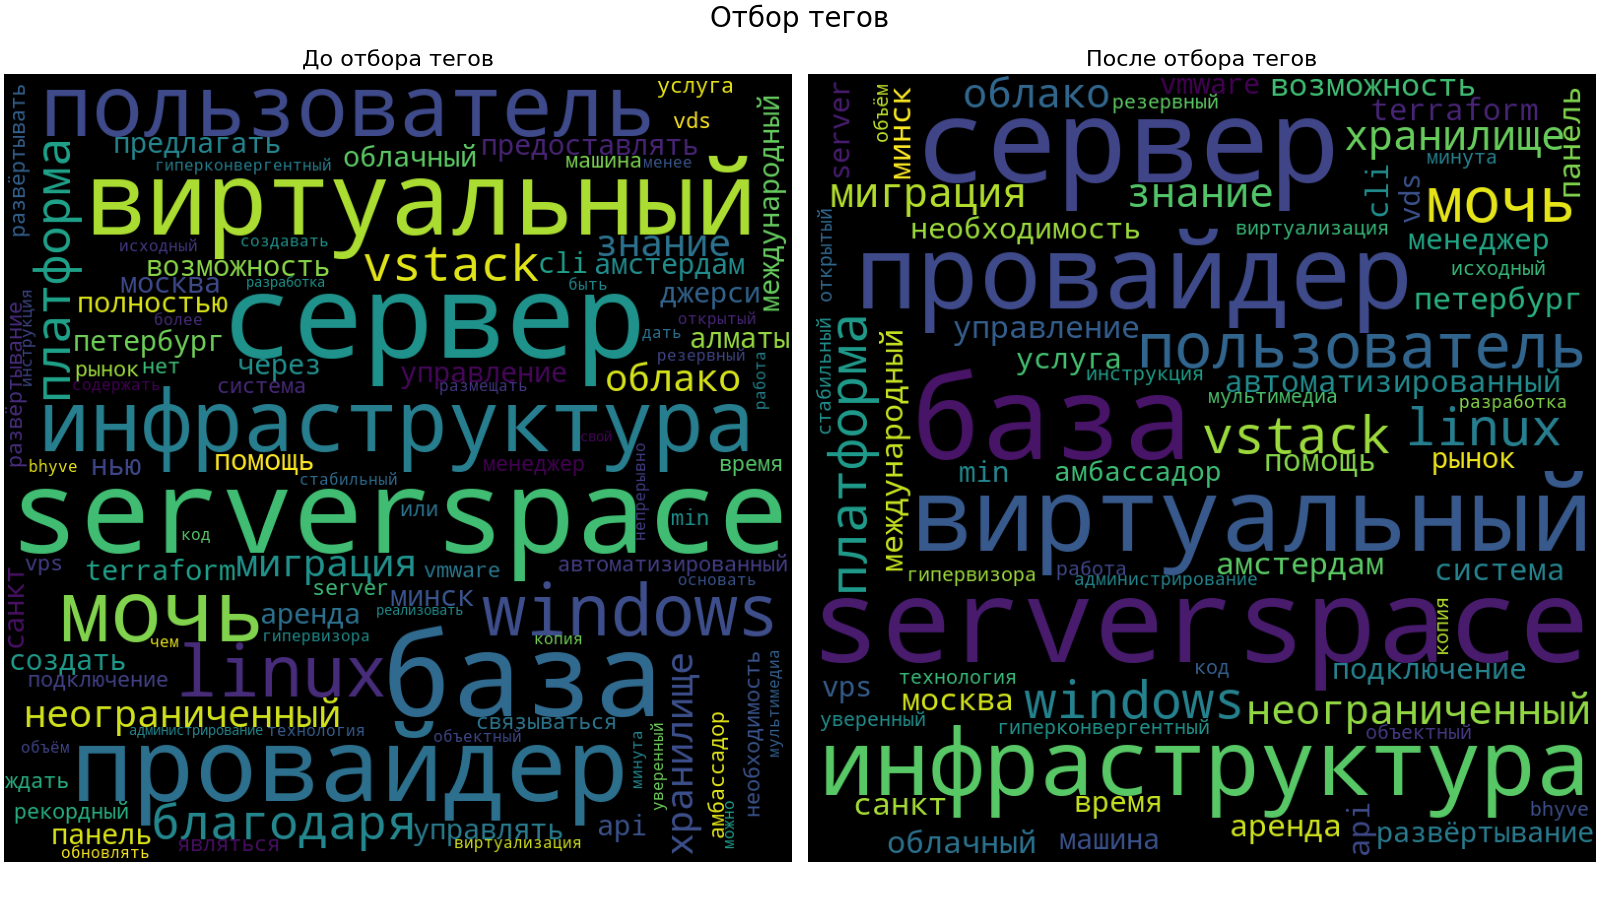 Отбор тегов
До отбора тегов
пользователь
услуга
vds
развёртывать
международный
предлагать
предоставлять
облачный
машина
менее
гиперконвергентный
платформа
виртуальный
исходный
создавать
знание
vstack
cli
амстердам
возможность
москва
разработка
быть
джерси
полностью
сервер
более
открытый
развёртывание
инструкция
петербург
дать
алматы
резервный
рынок
нет
через
управление
облако
содержать
система
размещать
работа
инфраструктура
свой
bhyve
нью
помощь
менеджер
время
стабильный
непрерывно
serverspace
или
min
код
vps
terraform
миграция
vmware
автоматизированный
основать
санкт
server
минск
мочь
аренда
реализовать
windows
чем
гипервизора
копия
создать
linux
база
подключение
хранилище
необходимость
мультимедиа
неограниченный
связываться
администрирование
технология
объектный
объём
провайдер
минута
уверенный
амбассадор
ждать
рекордный
благодаря
управлять
api
можно
панель
являться
виртуализация
обновлять
После отбора тегов
server
объём
минск
облако
vmware
возможность
резервный
terraform
панель
сервер
хранилище
минута
миграция
знание
cli
vds
мочь
открытый
необходимость
виртуализация
менеджер
провайдер
исходный
петербург
управление
пользователь
стабильный
платформа
международный
услуга
инструкция
автоматизированный
база
мультимедиа
разработка
vstack
linux
min
амбассадор
помощь
рынок
виртуальный
гипервизора
работа
амстердам
администрирование
система
serverspace
копия
технология
код
подключение
vps
москва
windows
неограниченный
уверенный
гиперконвергентный
объектный
инфраструктура
санкт
время
api
bhyve
аренда
развёртывание
облачный
машина